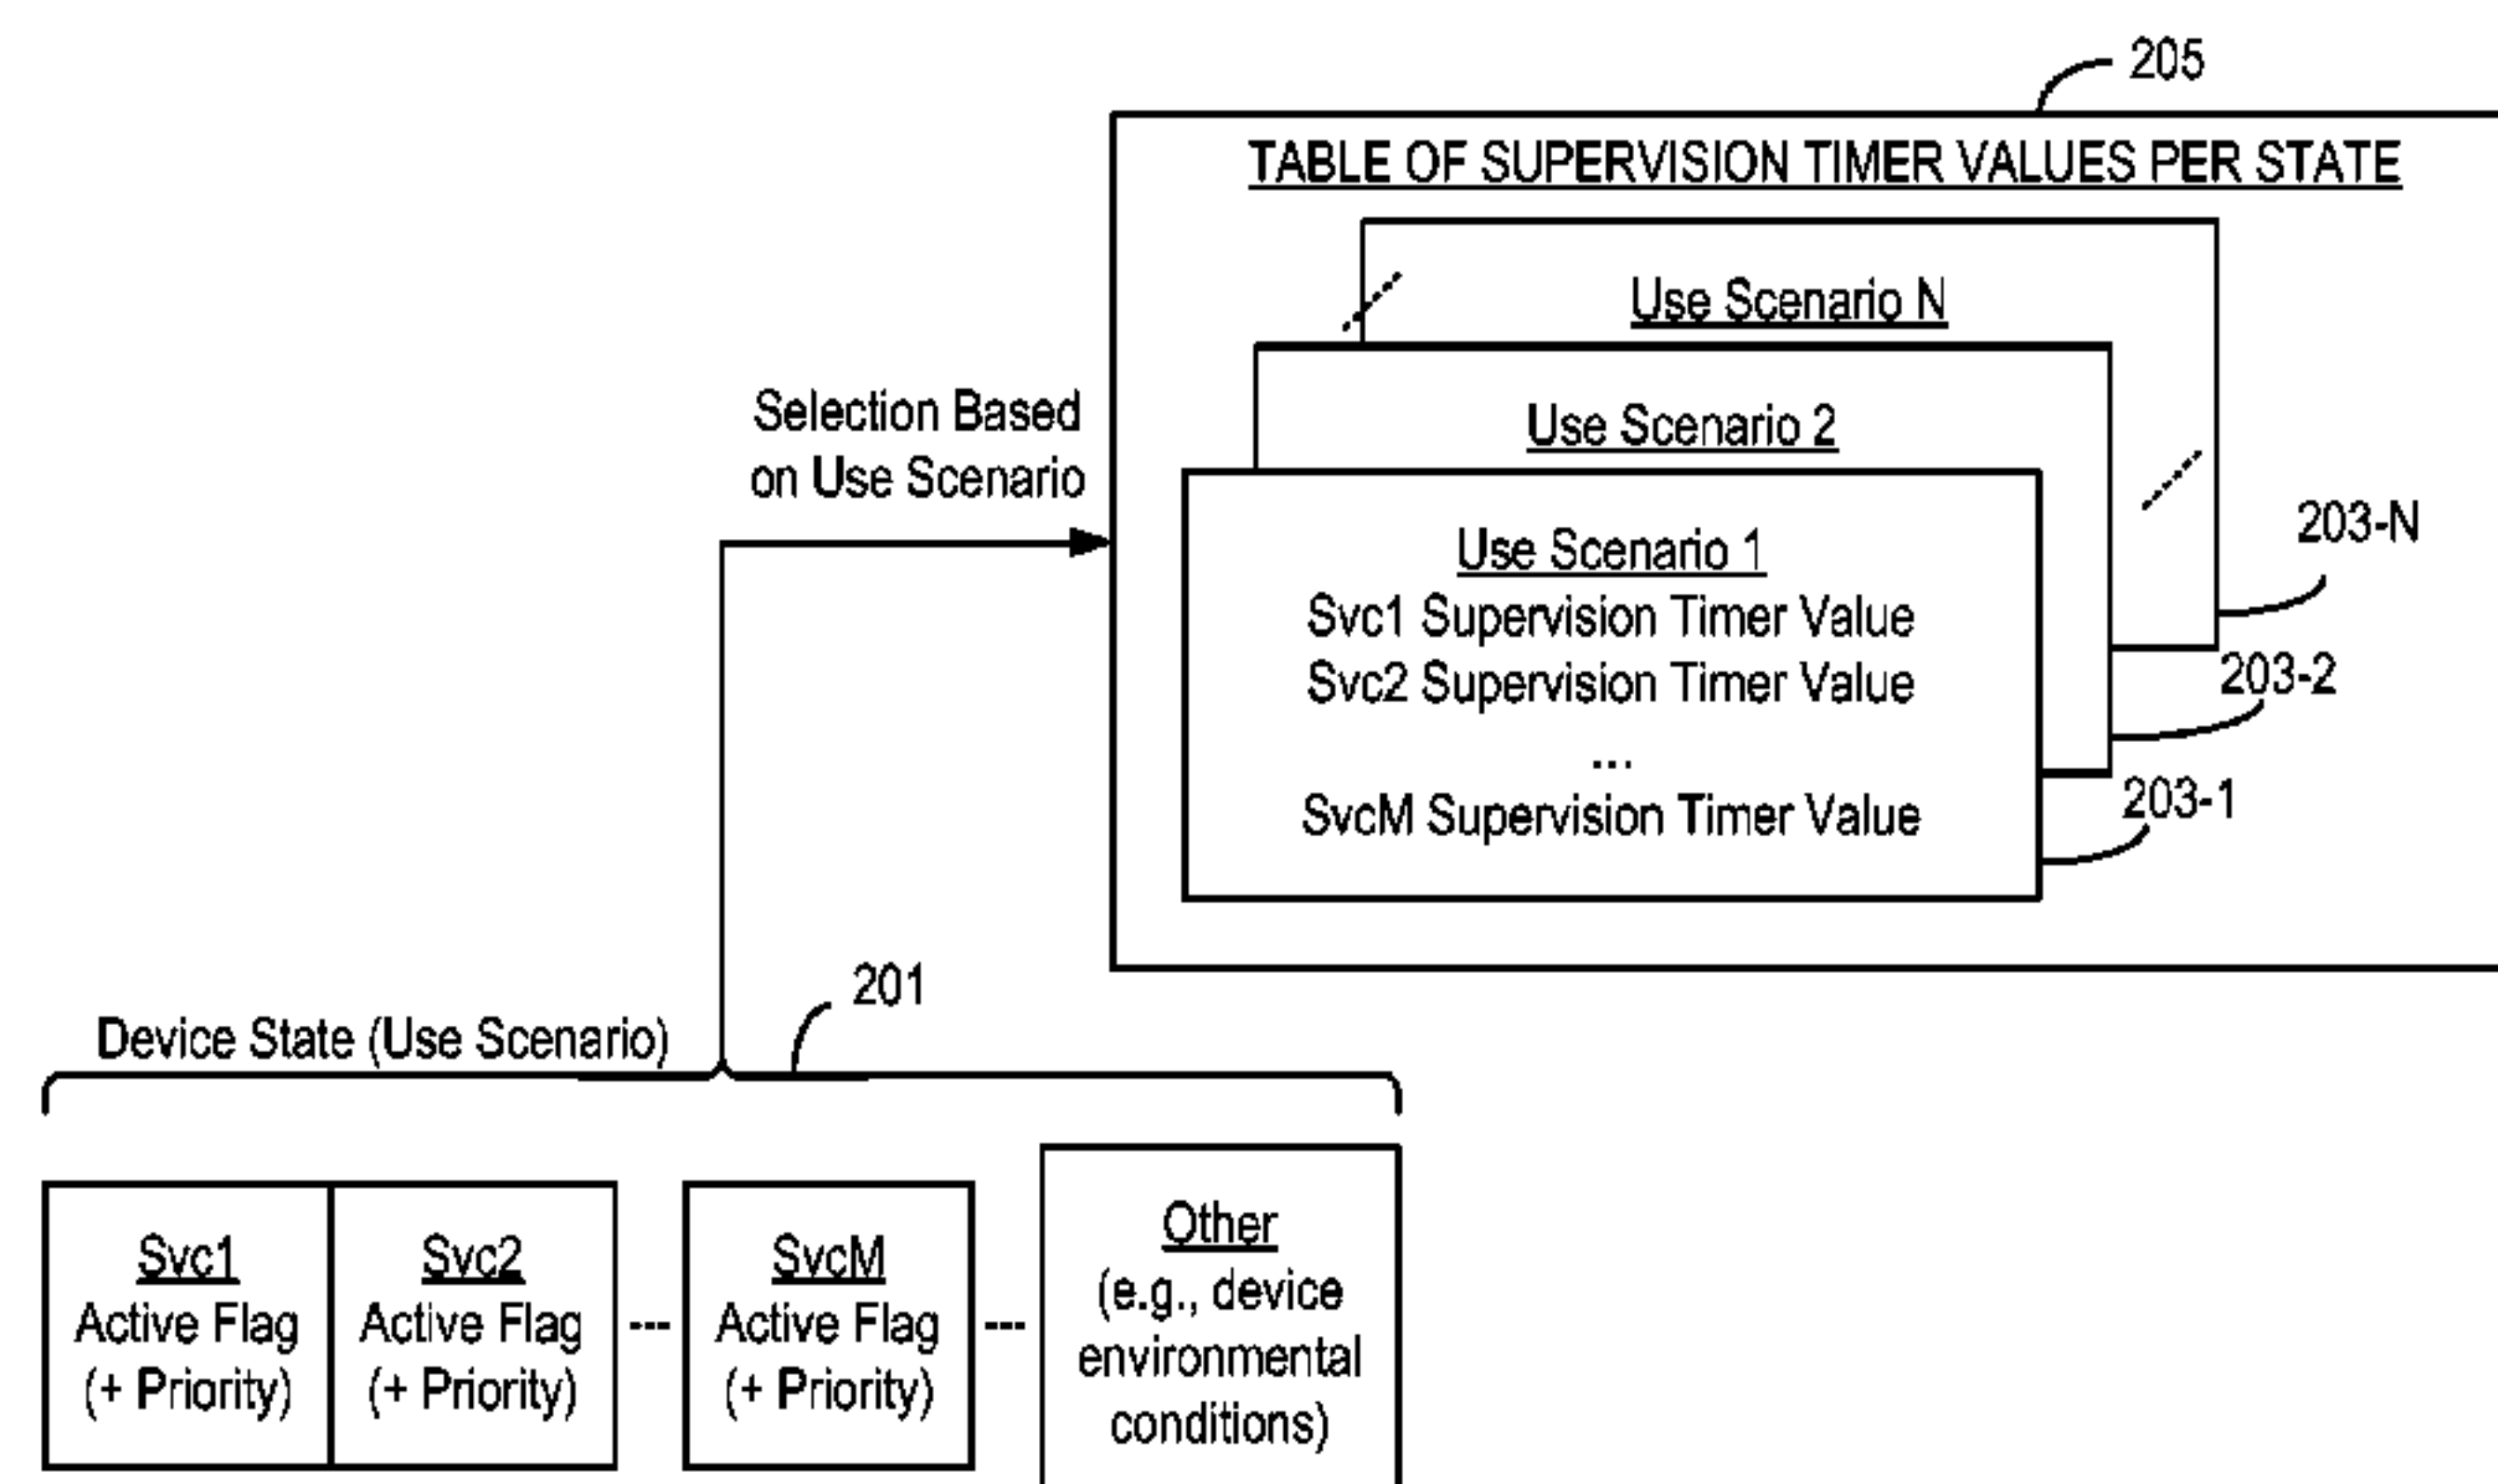 205
TABLE OF SUPERVISION TIMER VALUES PER STATE
Use Scenario N
Use Scenario 2
Selection Based
on Use Scenario
Use Scenario 1
Svc1 Supervision Timer Value
Svc2 Supervision Timer Value
...
SvcM Supervision Timer Value
203-N
203-2
203-1
201
Device State (Use Scenario)
Svc1
Active Flag
(+ Priority)
Svc2
Active Flag
(+ Priority)
---
SvcM
Active Flag
(+ Priority)
---
Other
(e.g., device
environmental
conditions)